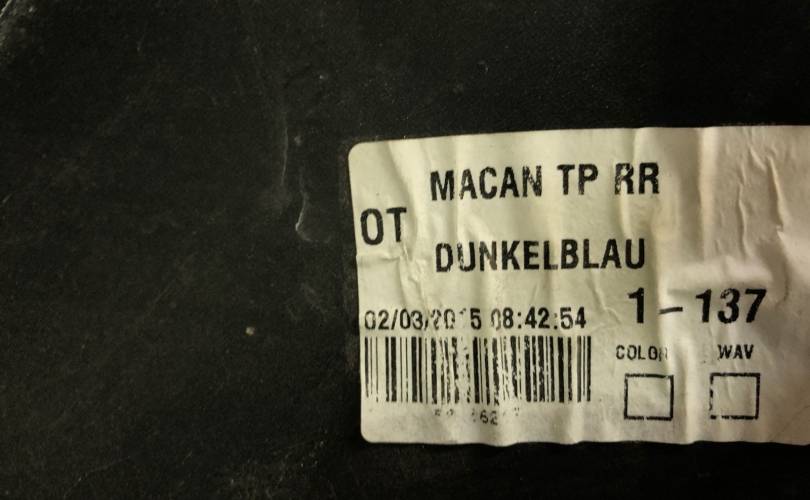 MACAN TP RR
OT
DUNKELBLAU
02/03/2015 08:42:54
1-137
COLOR WAV